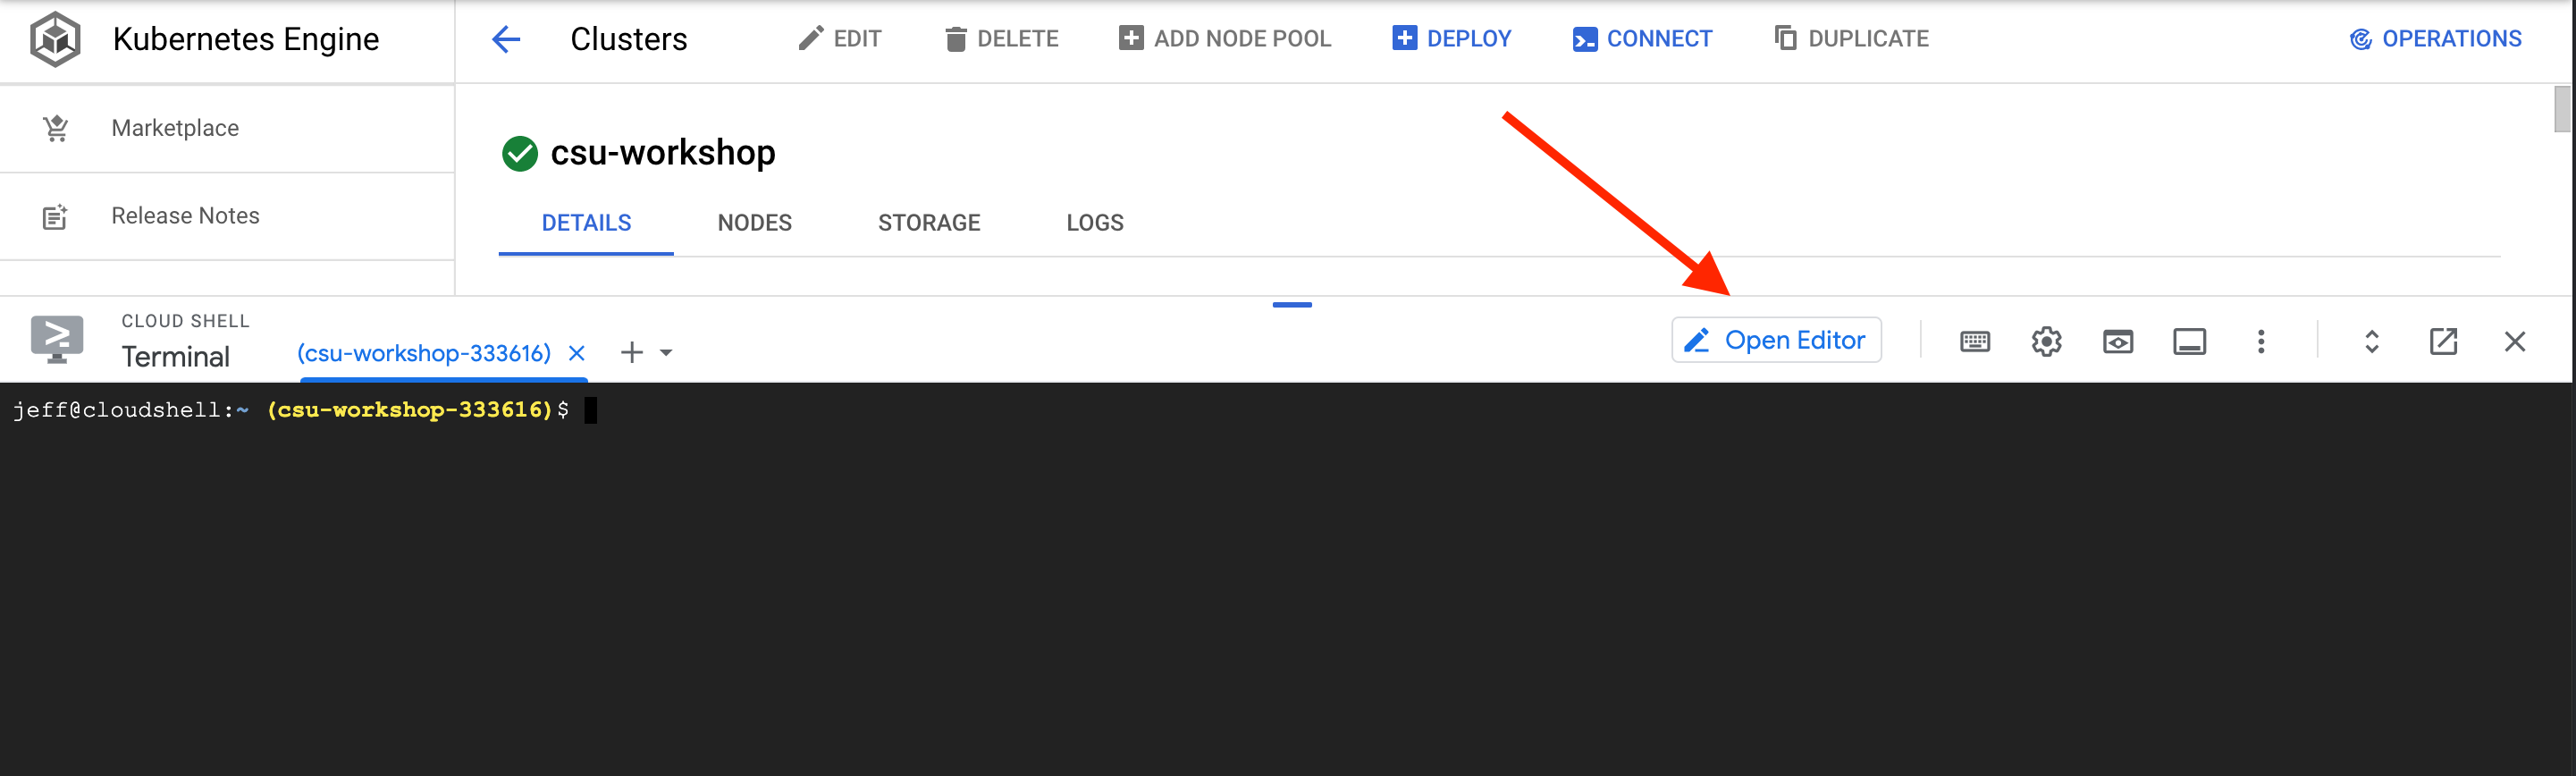 Kubernetes Engine
Clusters EDIT DELETE ADD NODE POOL DEPLOY CONNECT DUPLICATE OPERATIONS
Marketplace
Release Notes
csu-workshop
DETAILS NODES STORAGE LOGS
CLOUD SHELL
Terminal (csu-workshop-333616) Open Editor
jeff@cloudshell:~ (csu-workshop-333616)$